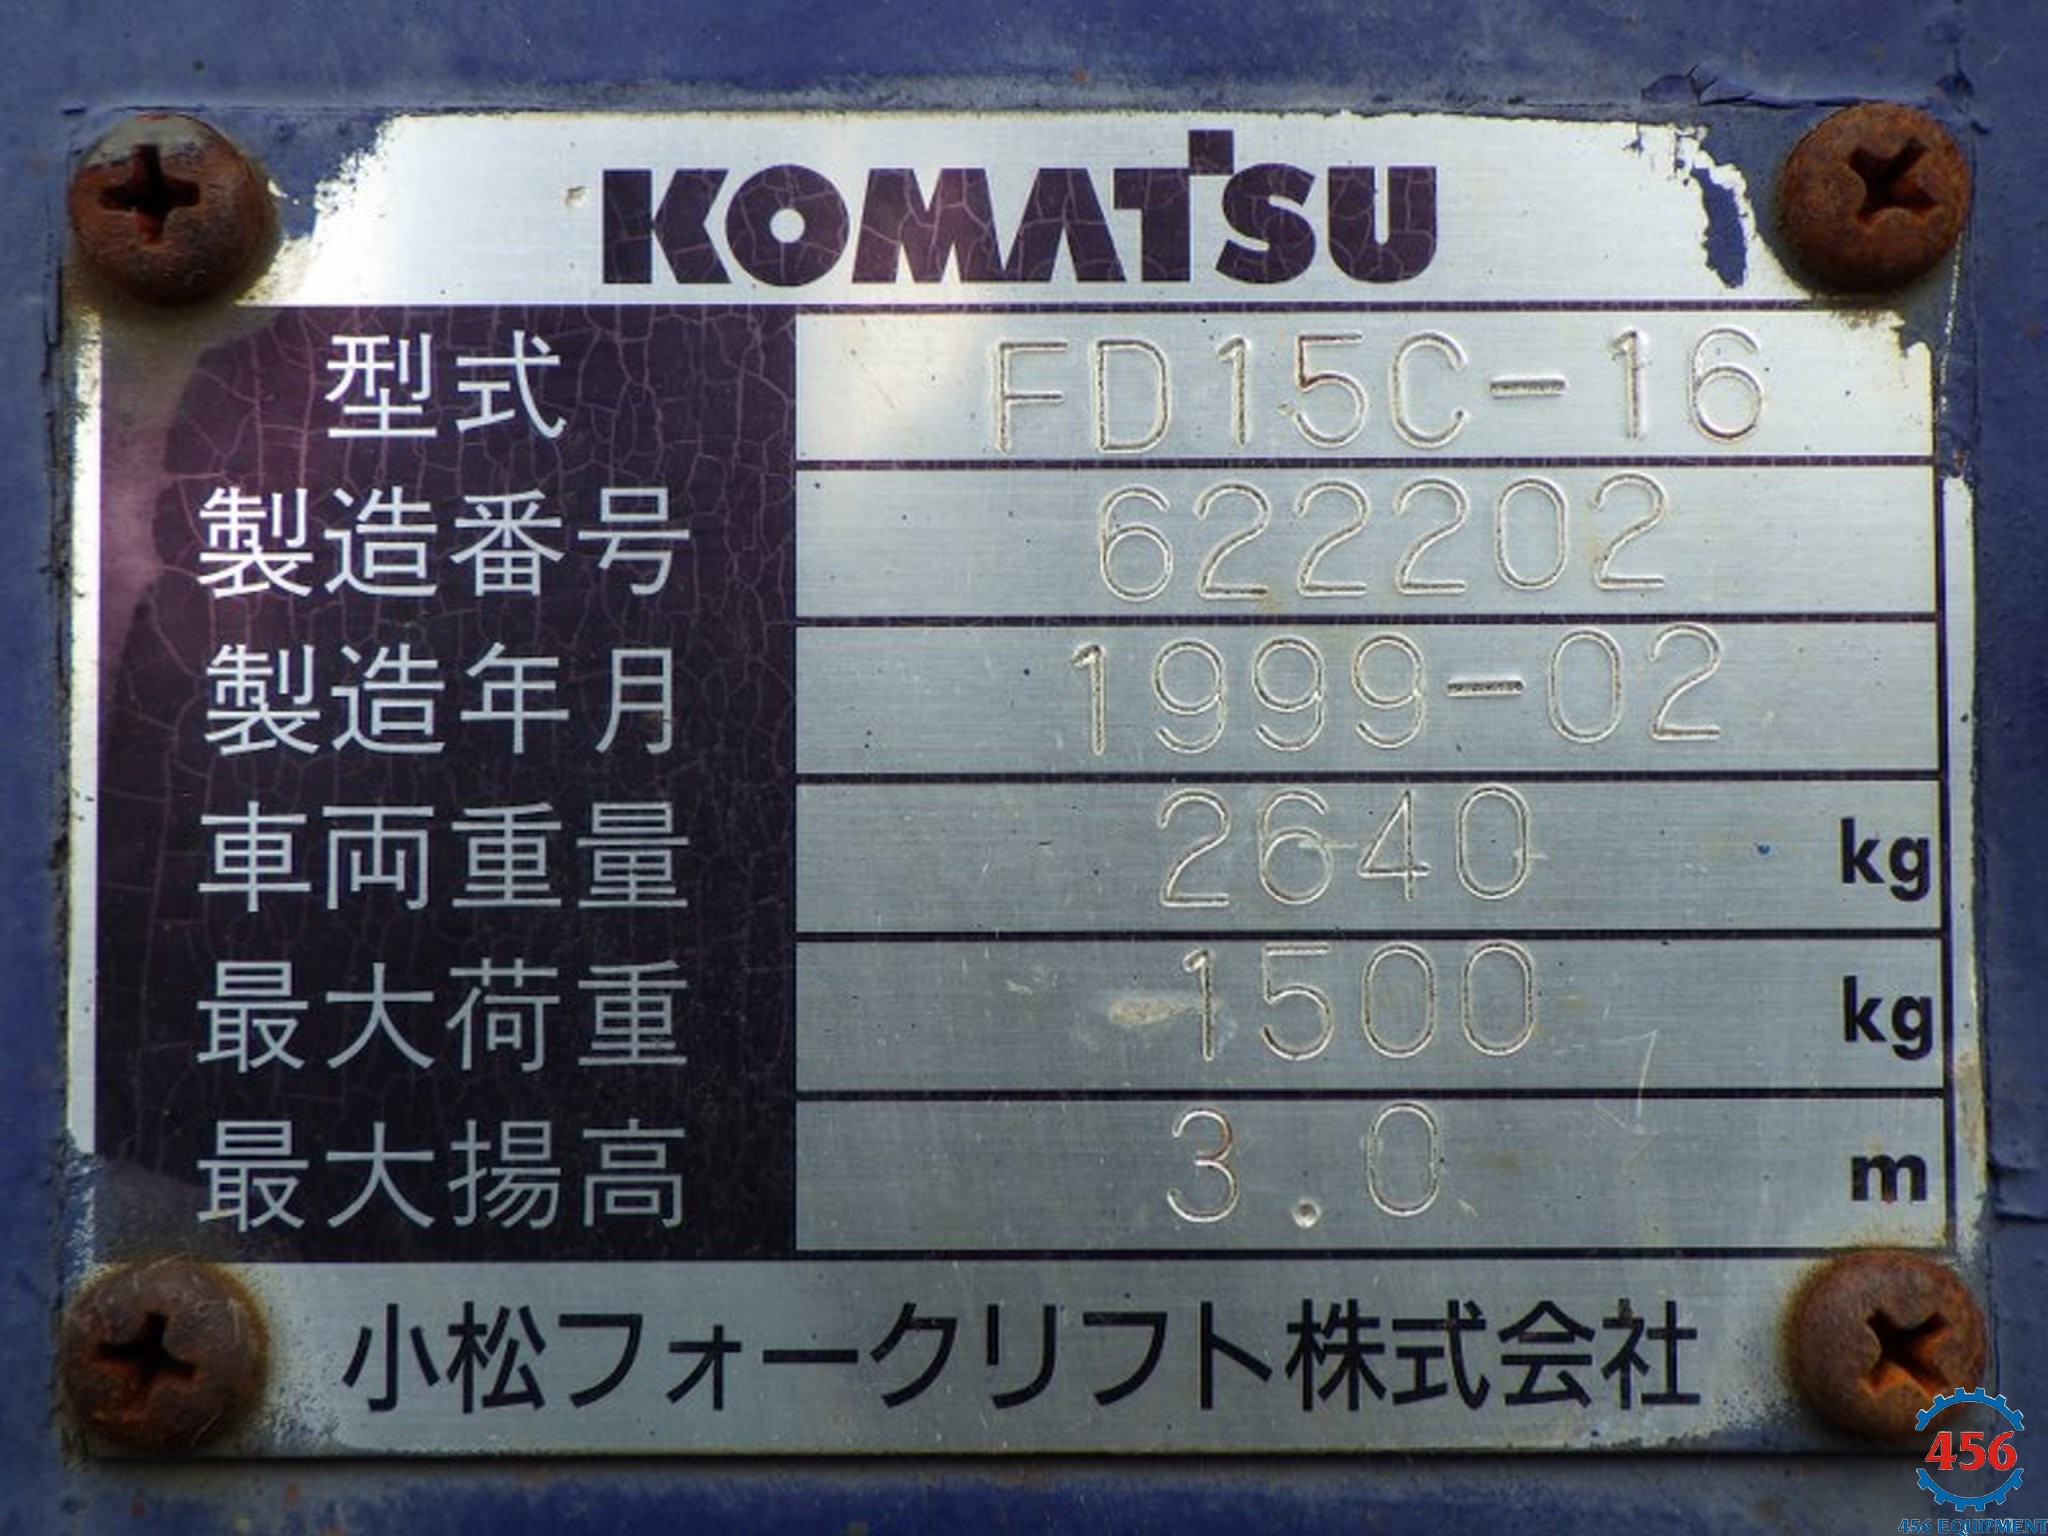 KOMATSU
型式 FD15C-16
製造番号 622202
製造年月 1999-02
車両重量 2640 kg
最大荷重 1500 kg
最大揚高 3.0 m
小松フォークリフト株式会社
456
456 EQUIPMENT